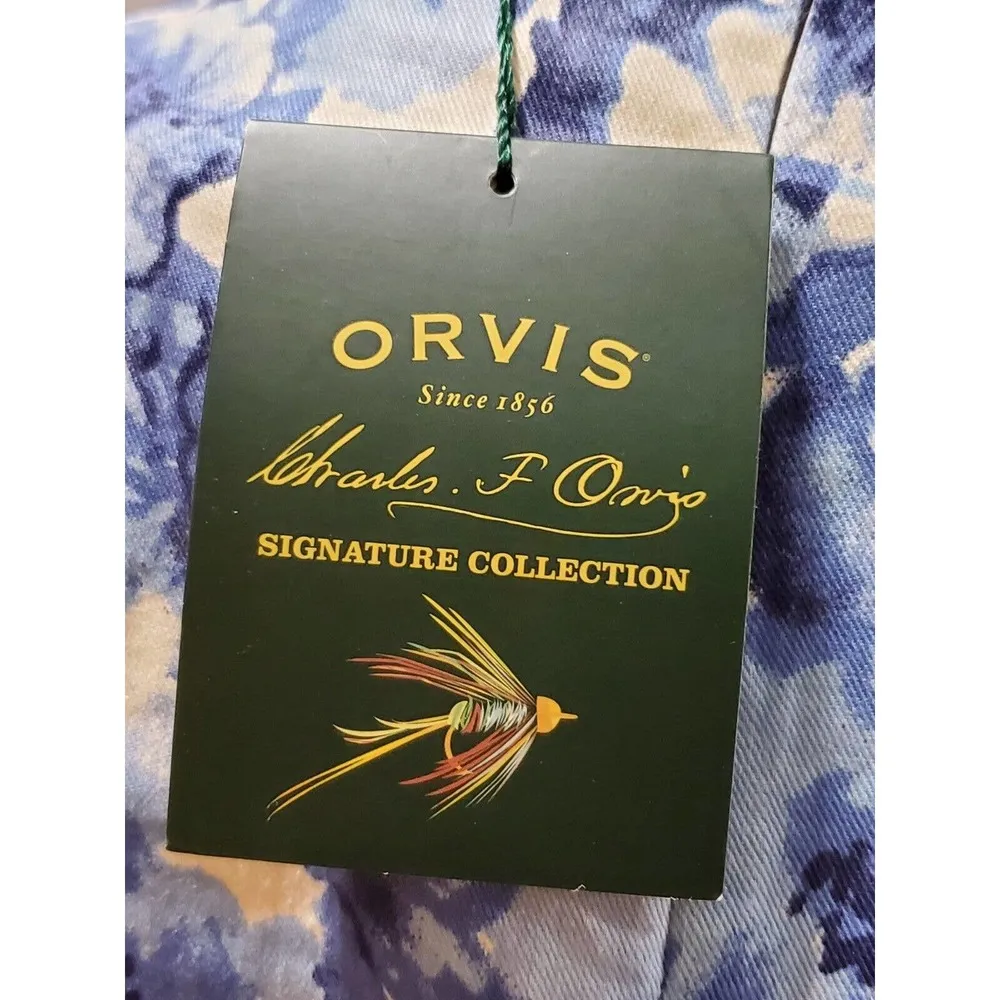 ORVIS®
Since 1856
Charles. F Orvis
SIGNATURE COLLECTION